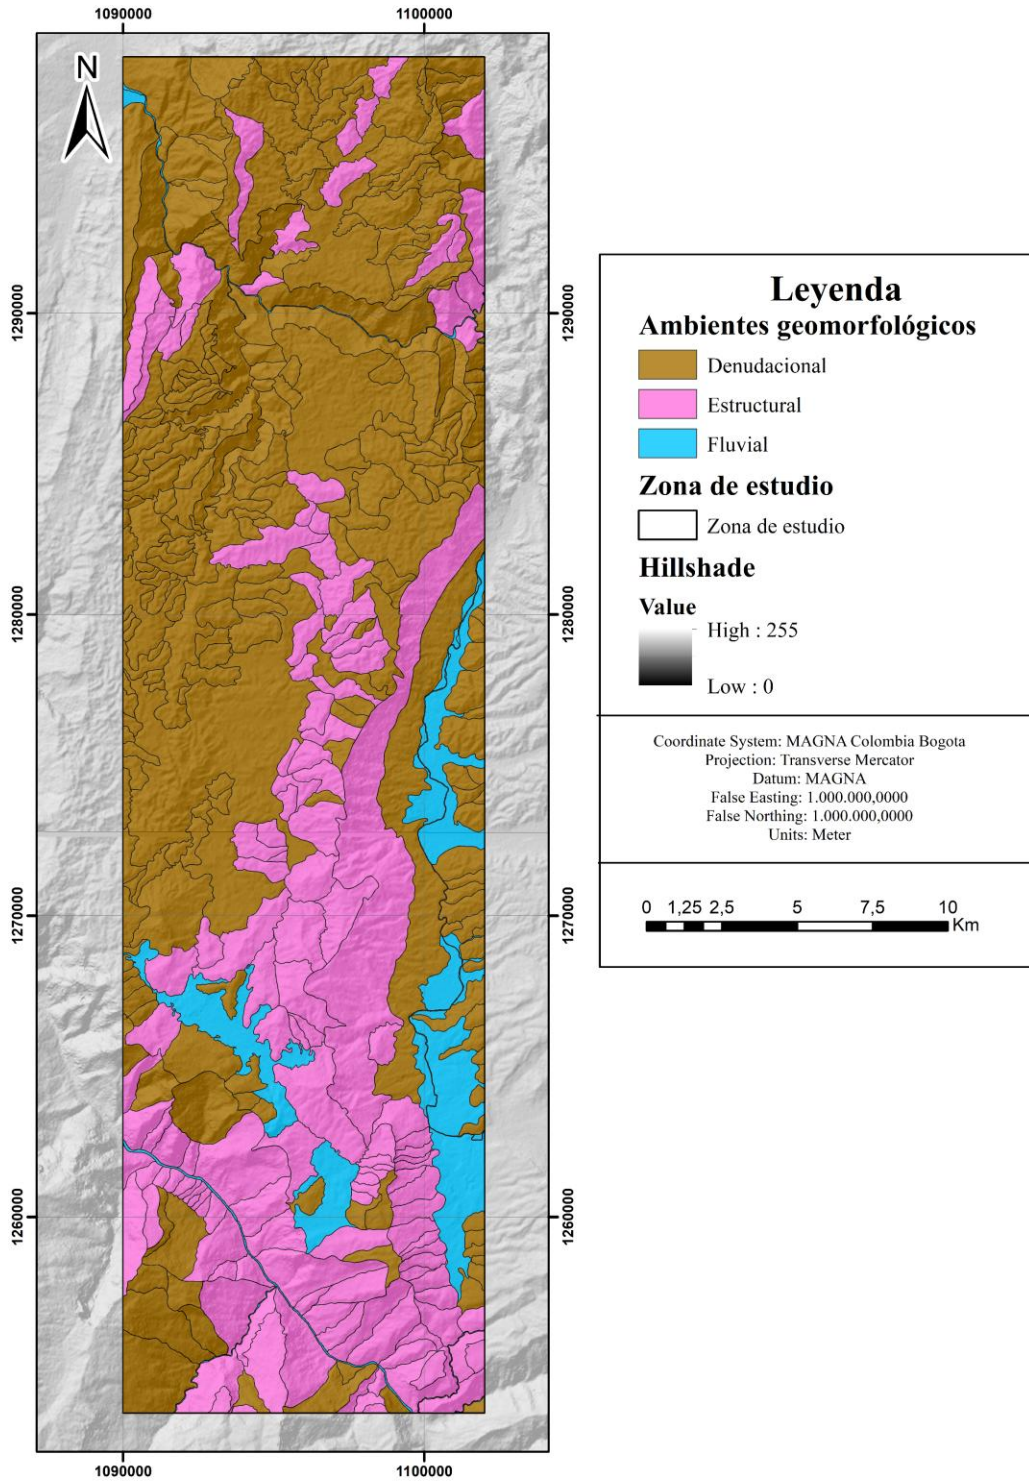 1090000
1100000
N
1290000
1290000
1280000
1280000
1270000
1270000
1260000
1260000
1090000
1100000
Leyenda
Ambientes geomorfológicos
Denudacional
Estructural
Fluvial
Zona de estudio
Zona de estudio
Hillshade
Value
High : 255
Low : 0
Coordinate System: MAGNA Colombia Bogota
Projection: Transverse Mercator
Datum: MAGNA
False Easting: 1.000.000,0000
False Northing: 1.000.000,0000
Units: Meter
0 1,25 2,5 5 7,5 10
Km